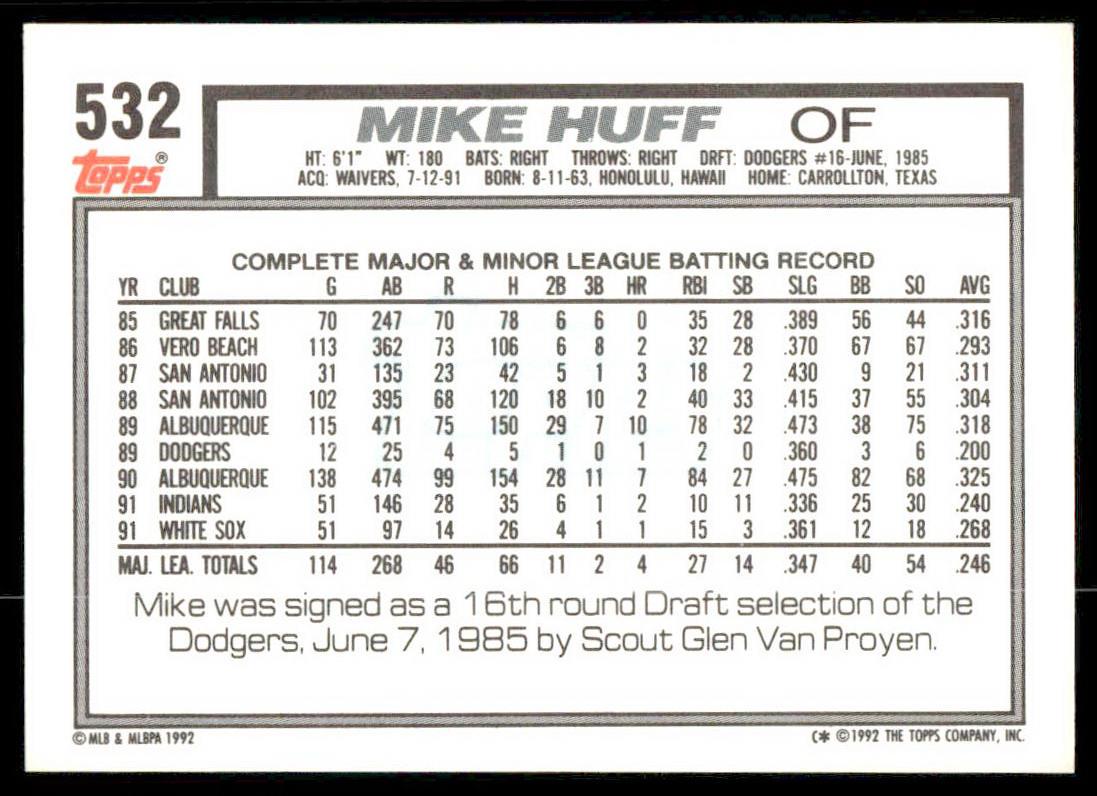 532
MIKE HUFF OF
TOPPS®
HT: 6'1" WT: 180 BATS: RIGHT THROWS: RIGHT DRFT: DODGERS #16-JUNE, 1985
ACQ: WAIVERS, 7-12-91 BORN: 8-11-63, HONOLULU, HAWAII HOME: CARROLLTON, TEXAS
COMPLETE MAJOR & MINOR LEAGUE BATTING RECORD
YR CLUB G AB R H 2B 3B HR RBI SB SLG BB SO AVG
85 GREAT FALLS 70 247 70 78 6 6 0 35 28 .389 56 44 .316
86 VERO BEACH 113 362 73 106 6 8 2 32 28 .370 67 67 .293
87 SAN ANTONIO 31 135 23 42 5 1 3 18 2 .430 9 21 .311
88 SAN ANTONIO 102 395 68 120 18 10 2 40 33 .415 37 55 .304
89 ALBUQUERQUE 115 471 75 150 29 7 10 78 32 .473 38 75 .318
89 DODGERS 12 25 4 5 1 0 1 2 0 .360 3 6 .200
90 ALBUQUERQUE 138 474 99 154 28 11 7 84 27 .475 82 68 .325
91 INDIANS 51 146 28 35 6 1 2 10 11 .336 25 30 .240
91 WHITE SOX 51 97 14 26 4 1 1 15 3 .361 12 18 .268
MAJ. LEA. TOTALS 114 268 46 66 11 2 4 27 14 .347 40 54 .246
Mike was signed as a 16th round Draft selection of the
Dodgers, June 7, 1985 by Scout Glen Van Proyen.
© MLB & MLBPA 1992
(* © 1992 THE TOPPS COMPANY, INC.